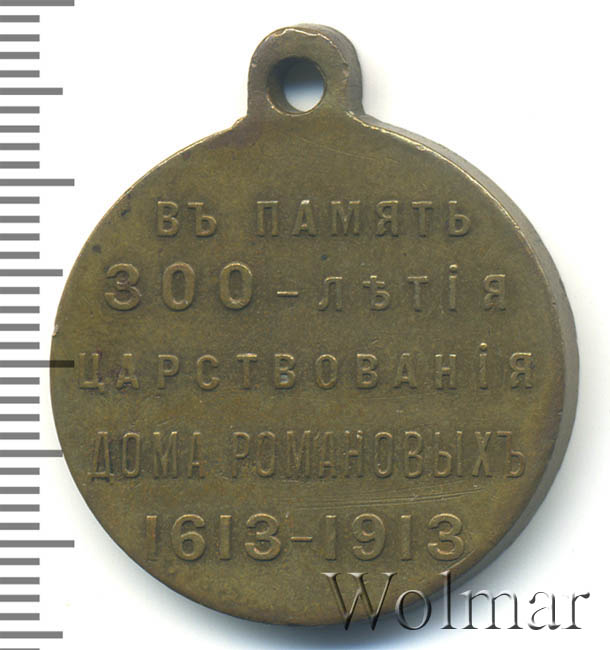 ВЪ ПАМЯТЬ
300-ЛѢТІЯ
ЦАРСТВОВАНІЯ
ДОМА РОМАНОВЫХЪ
1613-1913
Wolmar